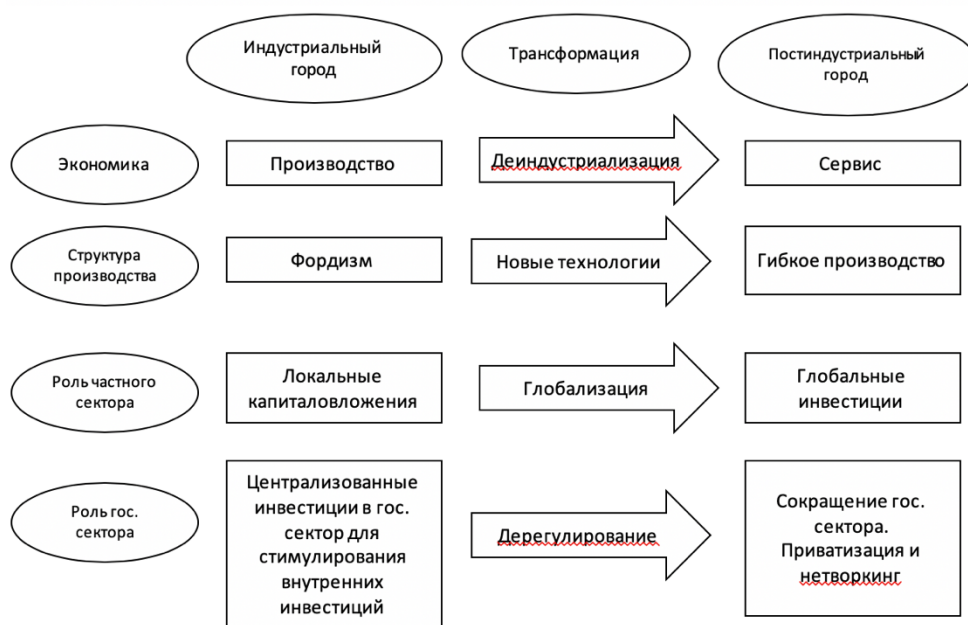 Индустриальный
город
Трансформация
Постиндустриальный
город
Экономика
Производство
Деиндустриализация
Сервис
Структура
производства
Фордизм
Новые технологии
Гибкое производство
Роль частного
сектора
Локальные
капиталовложения
Глобализация
Глобальные
инвестиции
Роль гос.
сектора
Централизованные
инвестиции в гос.
сектор для
стимулирования
внутренних
инвестиций
Дерегулирование
Сокращение гос.
сектора.
Приватизация и
нетворкинг